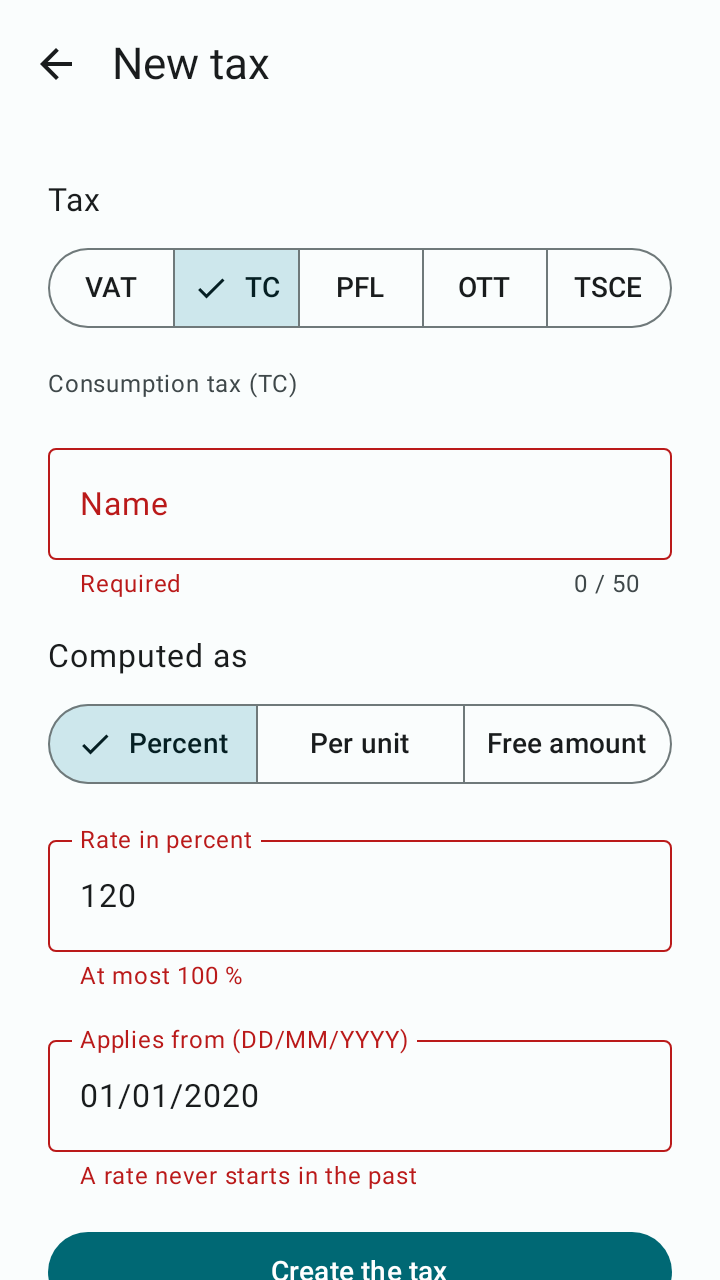 New tax
Tax
VAT TC PFL OTT TSCE
Consumption tax (TC)
Name
Required 0 / 50
Computed as
Percent Per unit Free amount
Rate in percent
120
At most 100 %
Applies from (DD/MM/YYYY)
01/01/2020
A rate never starts in the past
Create the tax